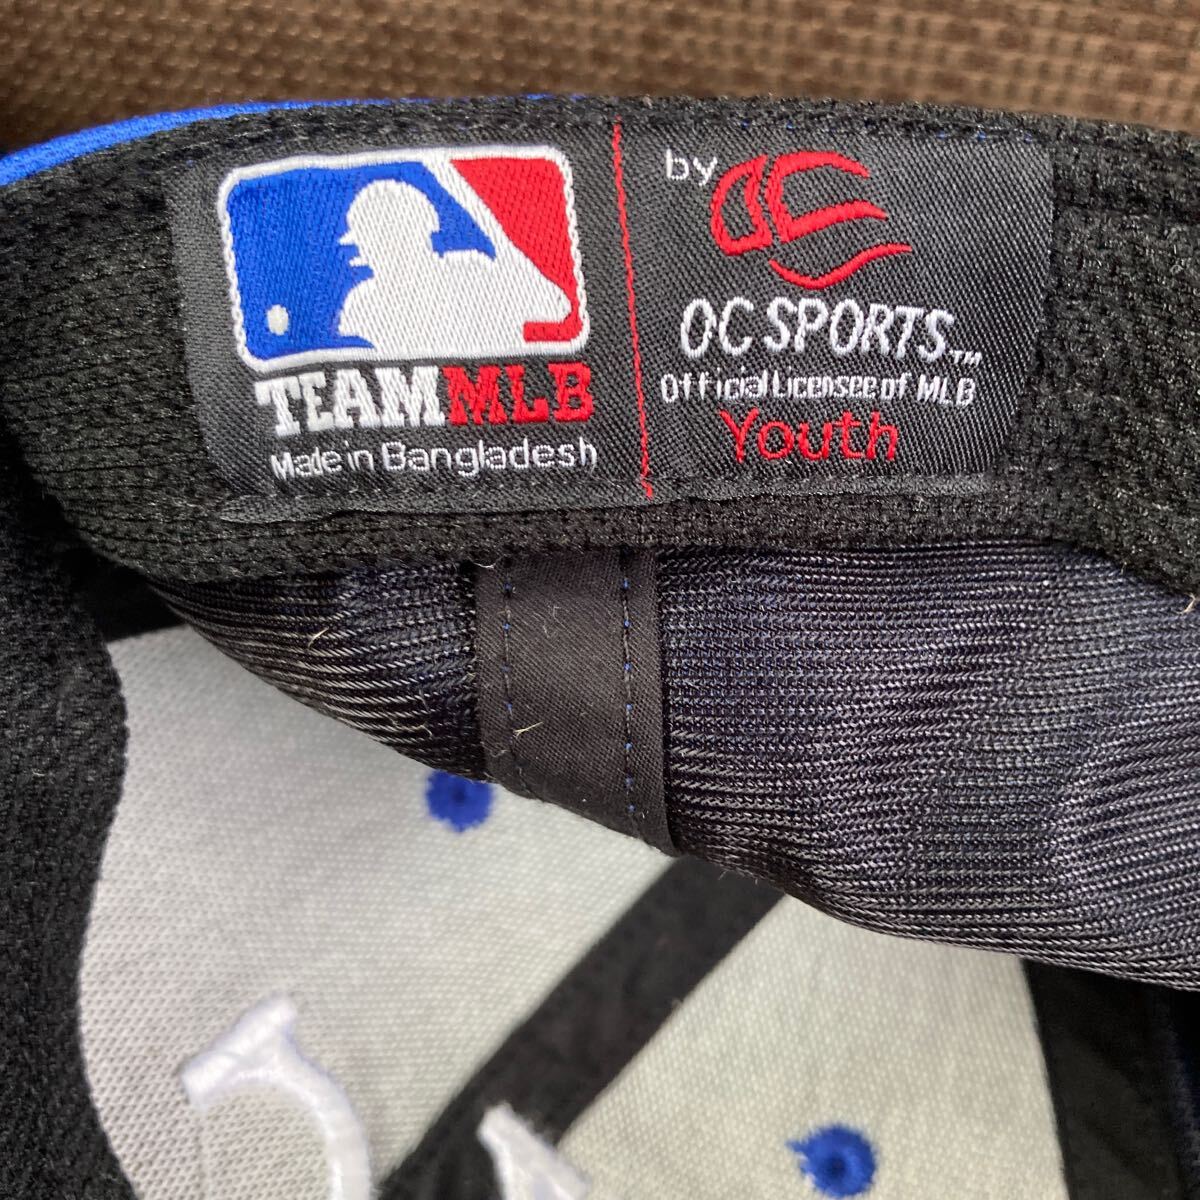 TEAMMLB
Made in Bangladesh
by
OC SPORTS™
Official Licensee of MLB
Youth